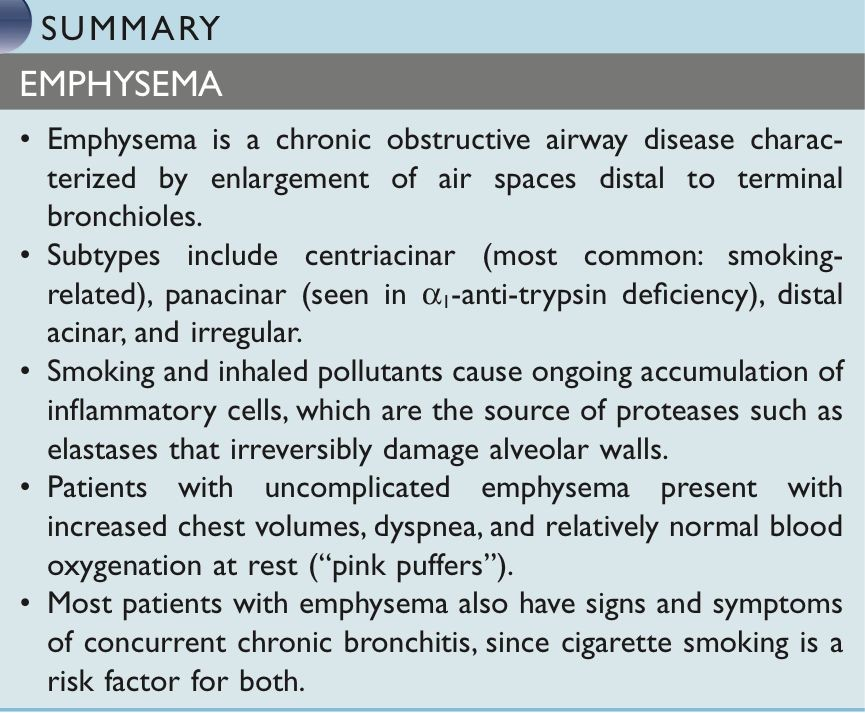 SUMMARY
EMPHYSEMA
• Emphysema is a chronic obstructive airway disease charac-
terized by enlargement of air spaces distal to terminal
bronchioles.
• Subtypes include centriacinar (most common: smoking-
related), panacinar (seen in α₁-anti-trypsin deficiency), distal
acinar, and irregular.
• Smoking and inhaled pollutants cause ongoing accumulation of
inflammatory cells, which are the source of proteases such as
elastases that irreversibly damage alveolar walls.
• Patients with uncomplicated emphysema present with
increased chest volumes, dyspnea, and relatively normal blood
oxygenation at rest (“pink puffers”).
• Most patients with emphysema also have signs and symptoms
of concurrent chronic bronchitis, since cigarette smoking is a
risk factor for both.